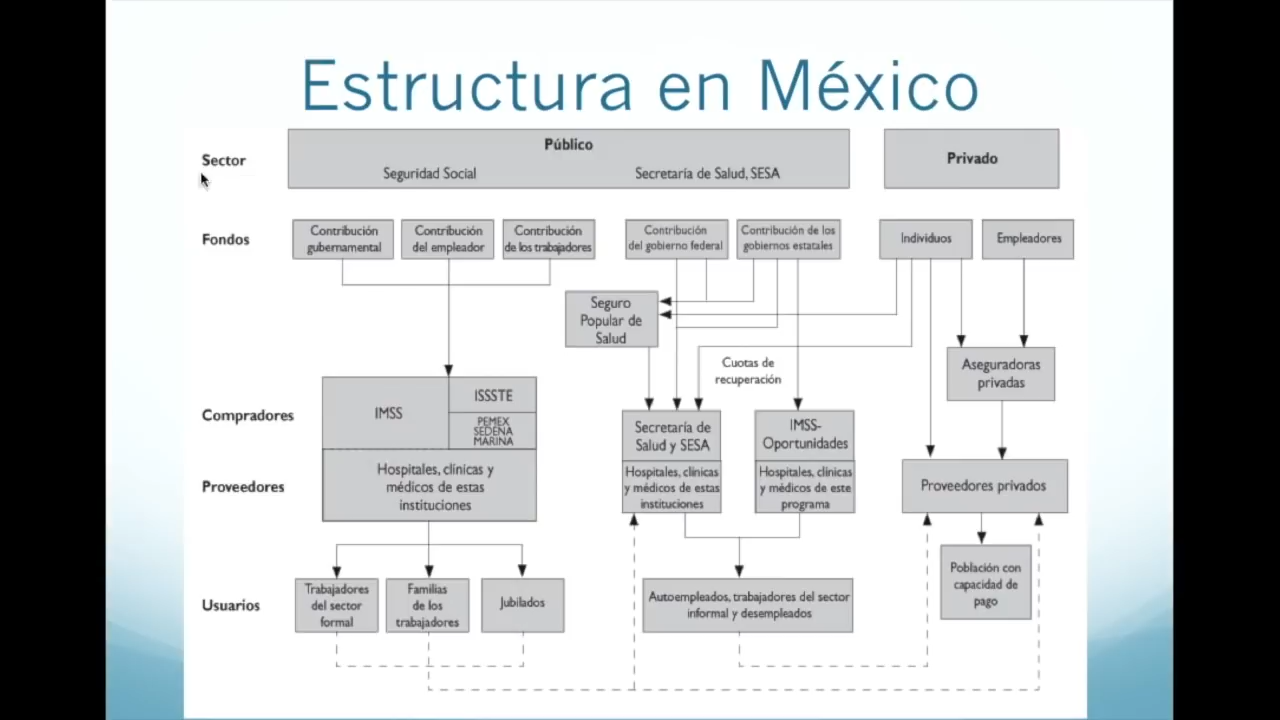 Estructura en México
Sector
Público
Seguridad Social
Secretaría de Salud, SESA
Privado
Fondos
Contribución
gubernamental
Contribución
del empleador
Contribución
de los trabajadores
Contribución
del gobierno federal
Contribución de los
gobiernos estatales
Individuos
Empleadores
Seguro
Popular de
Salud
Cuotas de
recuperación
Aseguradoras
privadas
Compradores
IMSS
ISSSTE
PEMEX
SEDENA
MARINA
Secretaría de
Salud y SESA
IMSS-
Oportunidades
Proveedores
Hospitales, clínicas y
médicos de estas
instituciones
Hospitales, clínicas
y médicos de estas
instituciones
Hospitales, clínicas
y médicos de este
programa
Proveedores privados
Usuarios
Trabajadores
del sector
formal
Familias
de los
trabajadores
Jubilados
Autoempleados, trabajadores del sector
informal y desempleados
Población con
capacidad de
pago